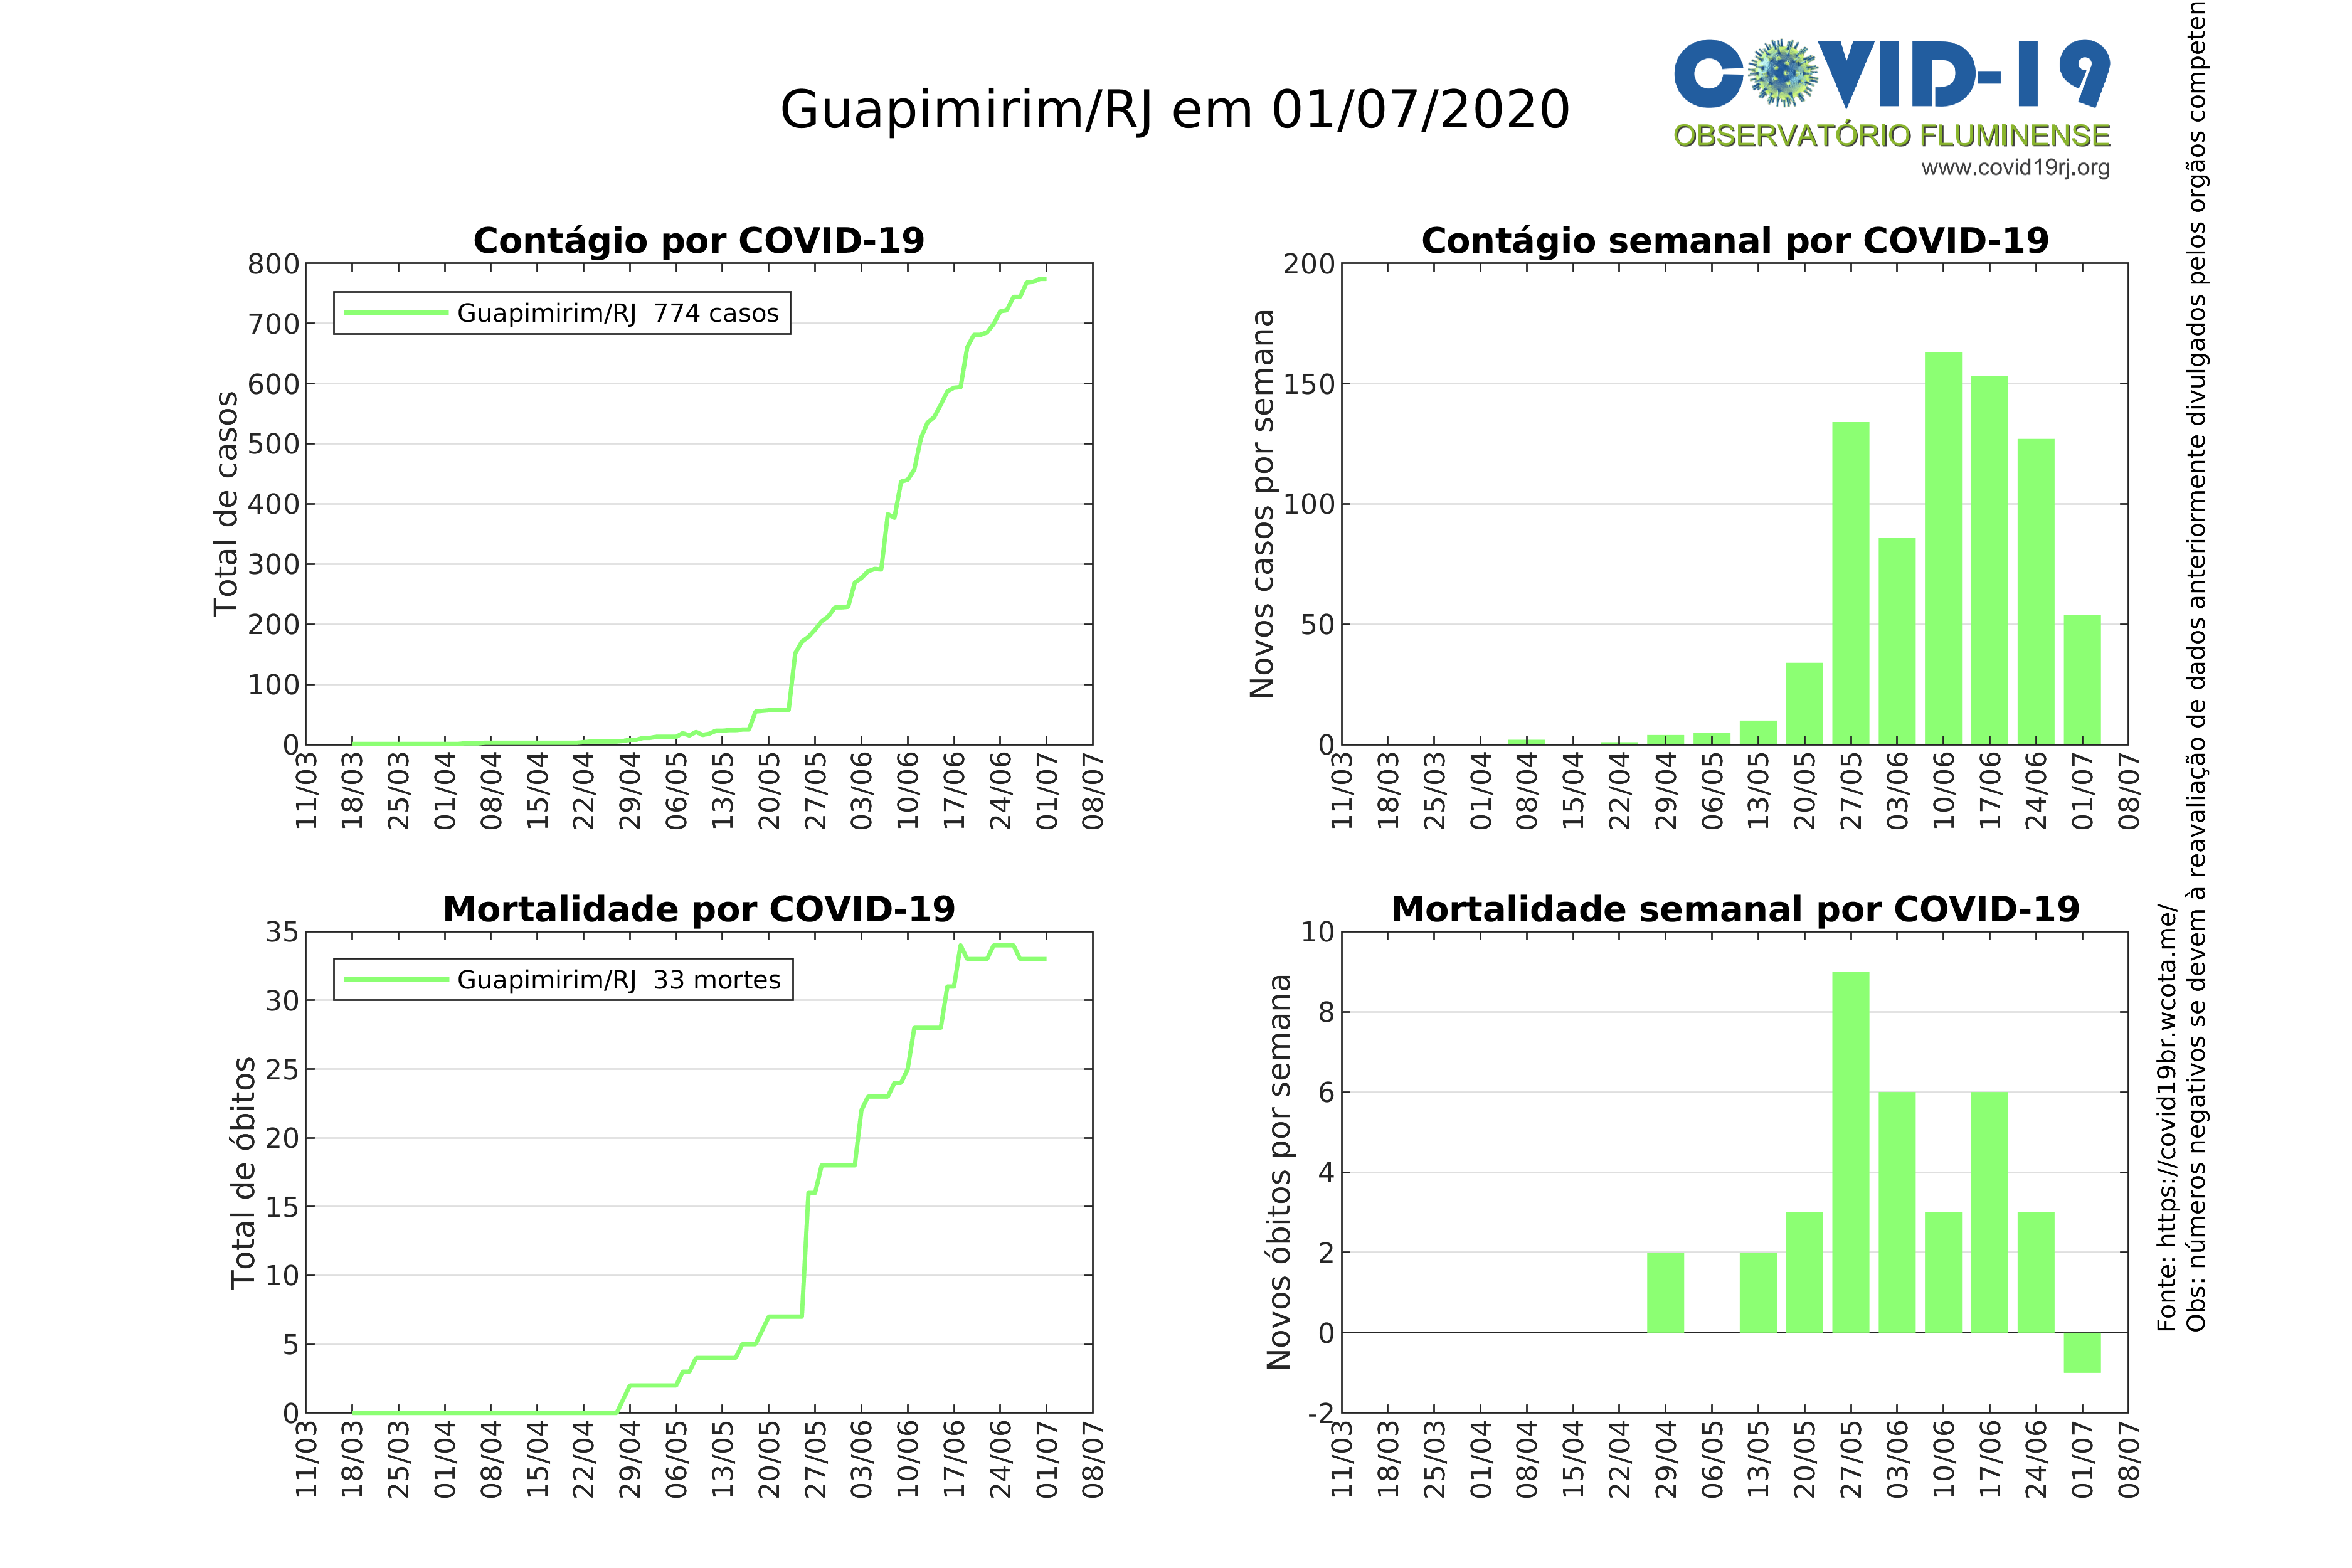 Guapimirim/RJ em 01/07/2020
COVID-19
OBSERVATÓRIO FLUMINENSE
www.covid19rj.org
Contágio por COVID-19
Total de casos
800
700
600
500
400
300
200
100
0
Guapimirim/RJ 774 casos
11/03 18/03 25/03 01/04 08/04 15/04 22/04 29/04 06/05 13/05 20/05 27/05 03/06 10/06 17/06 24/06 01/07 08/07
Contágio semanal por COVID-19
Novos casos por semana
200
150
100
50
0
11/03 18/03 25/03 01/04 08/04 15/04 22/04 29/04 06/05 13/05 20/05 27/05 03/06 10/06 17/06 24/06 01/07 08/07
Mortalidade por COVID-19
Total de óbitos
35
30
25
20
15
10
5
0
Guapimirim/RJ 33 mortes
11/03 18/03 25/03 01/04 08/04 15/04 22/04 29/04 06/05 13/05 20/05 27/05 03/06 10/06 17/06 24/06 01/07 08/07
Mortalidade semanal por COVID-19
Novos óbitos por semana
10
8
6
4
2
0
-2
11/03 18/03 25/03 01/04 08/04 15/04 22/04 29/04 06/05 13/05 20/05 27/05 03/06 10/06 17/06 24/06 01/07 08/07
Fonte: https://covid19br.wcota.me/
Obs: números negativos se devem à reavaliação de dados anteriormente divulgados pelos orgãos competen